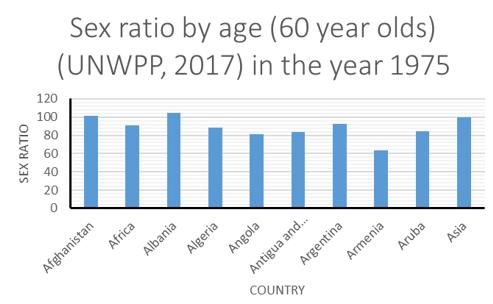 Sex ratio by age (60 year olds)
(UNWPP, 2017) in the year 1975
120
100
80
60
40
20
0
SEX RATIO
Afghanistan
Africa
Albania
Algeria
Angola
Antigua and...
Argentina
Armenia
Aruba
Asia
COUNTRY